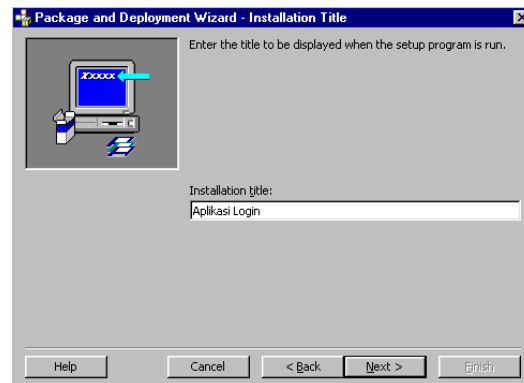 Package and Deployment Wizard - Installation Title
Enter the title to be displayed when the setup program is run.
Xxxxx
Installation title:
Aplikasi Login
Help
Cancel
< Back
Next >
Finish